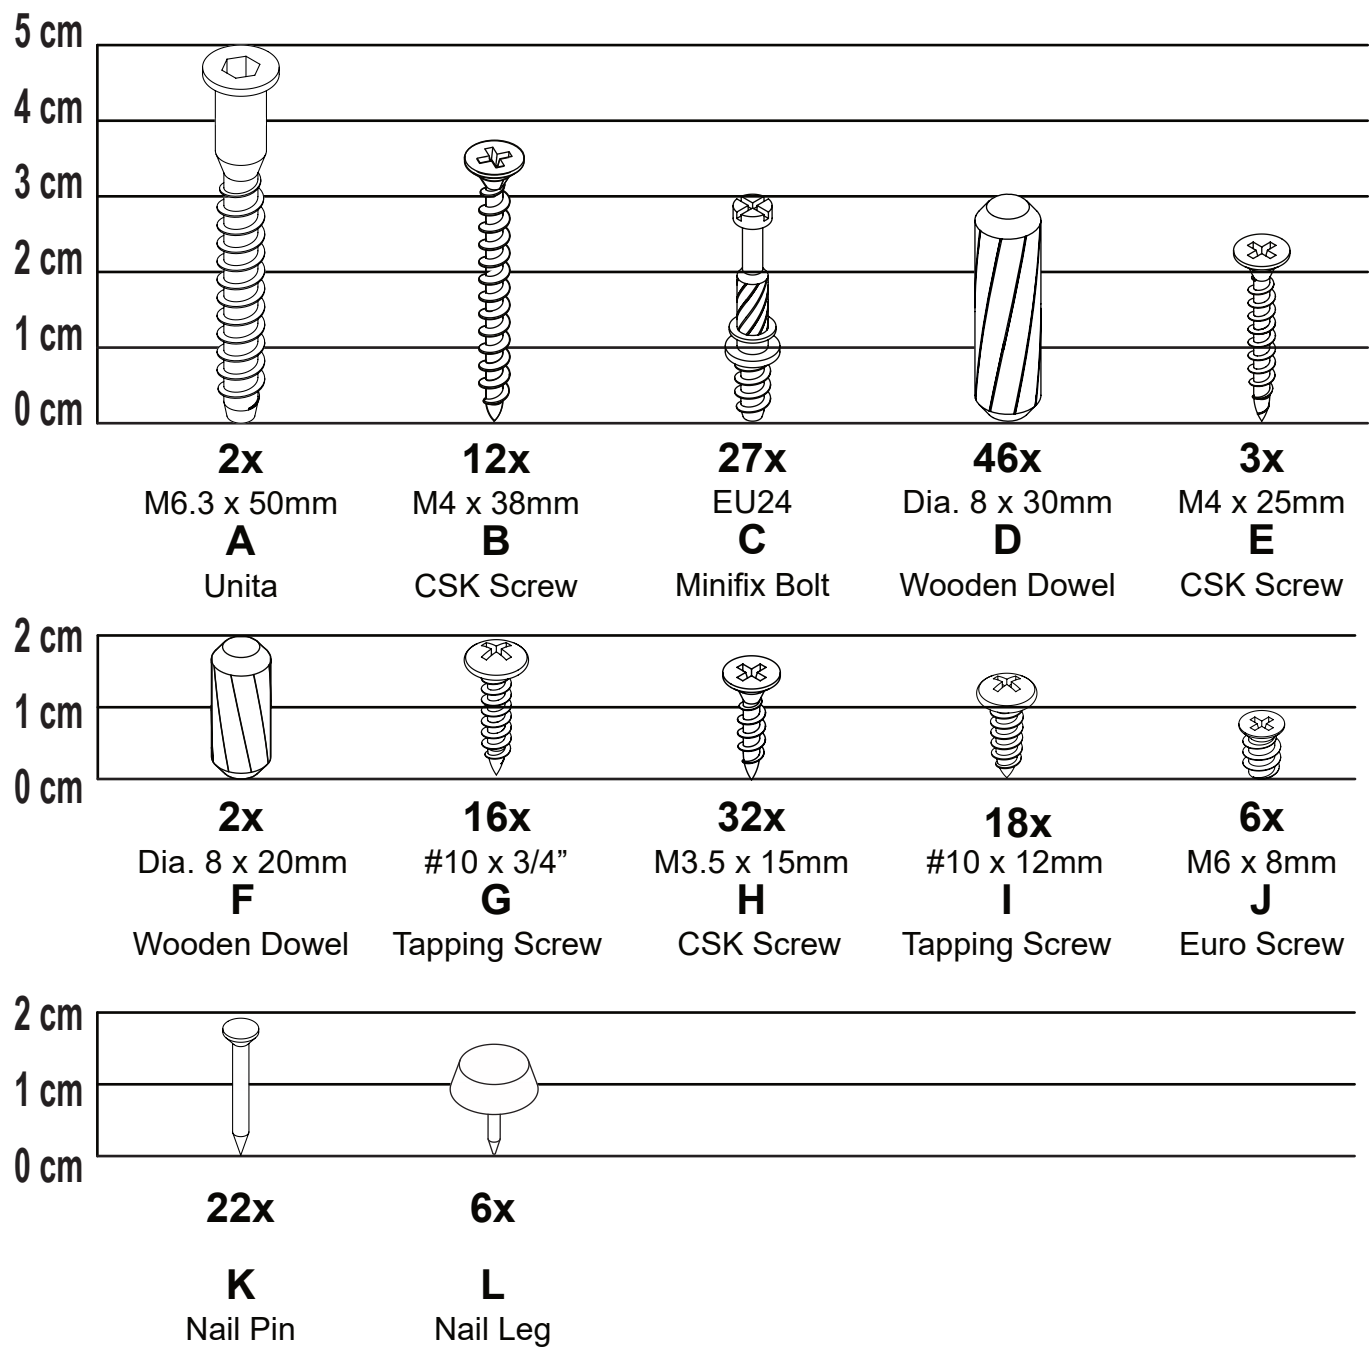 5 cm
4 cm
3 cm
2 cm
1 cm
0 cm
2x 12x 27x 46x 3x
M6.3 x 50mm M4 x 38mm EU24 Dia. 8 x 30mm M4 x 25mm
A B C D E
Unita CSK Screw Minifix Bolt Wooden Dowel CSK Screw
2 cm
1 cm
0 cm
2x 16x 32x 18x 6x
Dia. 8 x 20mm #10 x 3/4” M3.5 x 15mm #10 x 12mm M6 x 8mm
F G H I J
Wooden Dowel Tapping Screw CSK Screw Tapping Screw Euro Screw
2 cm
1 cm
0 cm
22x 6x
K L
Nail Pin Nail Leg